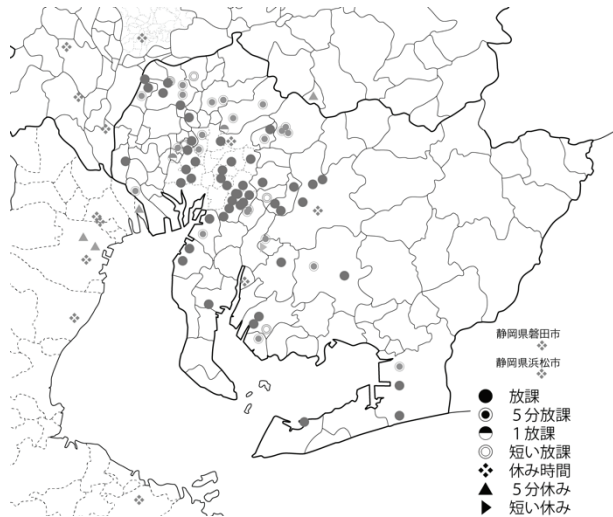 静岡県磐田市
静岡県浜松市
放課
5分放課
1放課
短い放課
休み時間
5分休み
短い休み